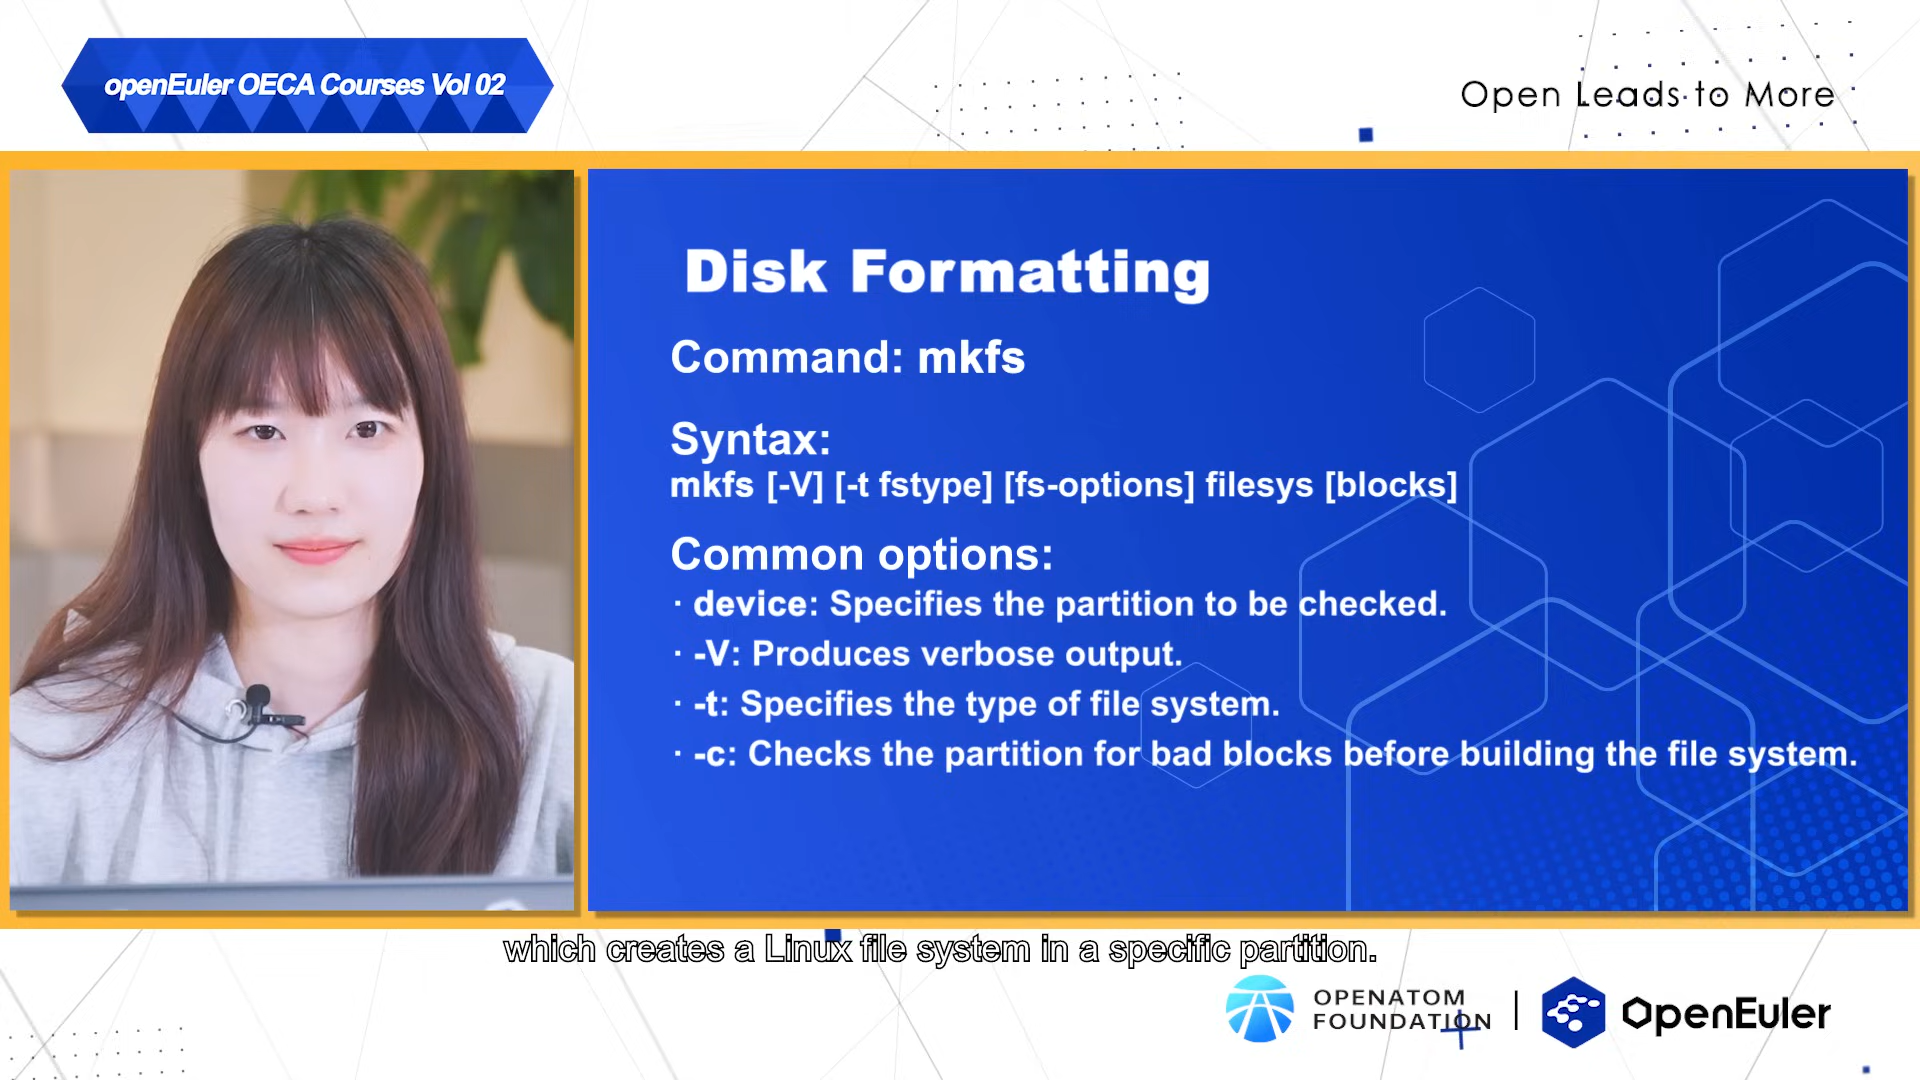 openEuler OECA Courses Vol 02
Open Leads to More
Disk Formatting
Command: mkfs
Syntax:
mkfs [-V] [-t fstype] [fs-options] filesys [blocks]
Common options:
· device: Specifies the partition to be checked.
· -V: Produces verbose output.
· -t: Specifies the type of file system.
· -c: Checks the partition for bad blocks before building the file system.
which creates a Linux file system in a specific partition.
OPENATOM
FOUNDATION
OpenEuler